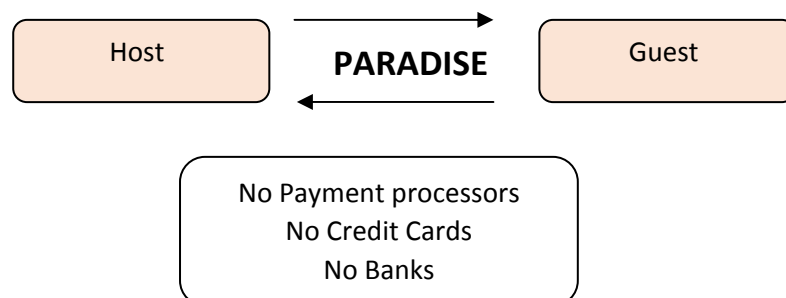 Host
PARADISE
Guest
No Payment processors
No Credit Cards
No Banks